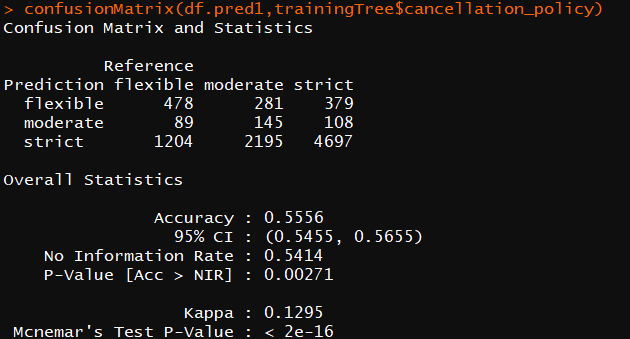 > confusionMatrix(df.pred1,trainingTree$cancellation_policy)
Confusion Matrix and Statistics
Reference
Prediction flexible moderate strict
flexible 478 281 379
moderate 89 145 108
strict 1204 2195 4697
Overall Statistics
Accuracy : 0.5556
95% CI : (0.5455, 0.5655)
No Information Rate : 0.5414
P-Value [Acc > NIR] : 0.00271
Kappa : 0.1295
Mcnemar's Test P-Value : < 2e-16